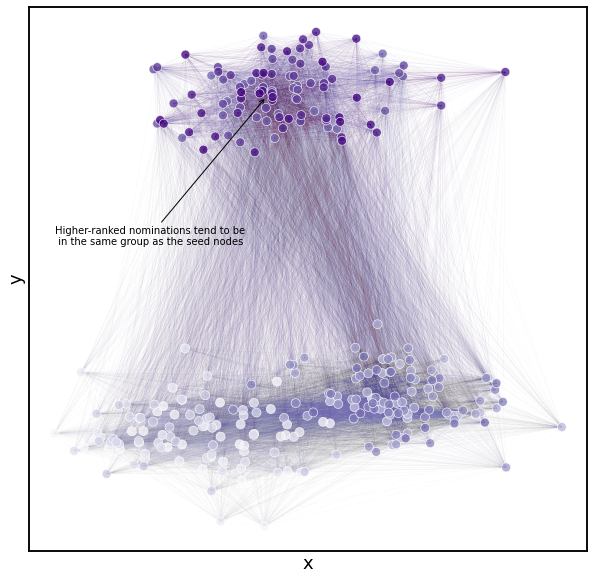 Higher-ranked nominations tend to be
in the same group as the seed nodes
y
x